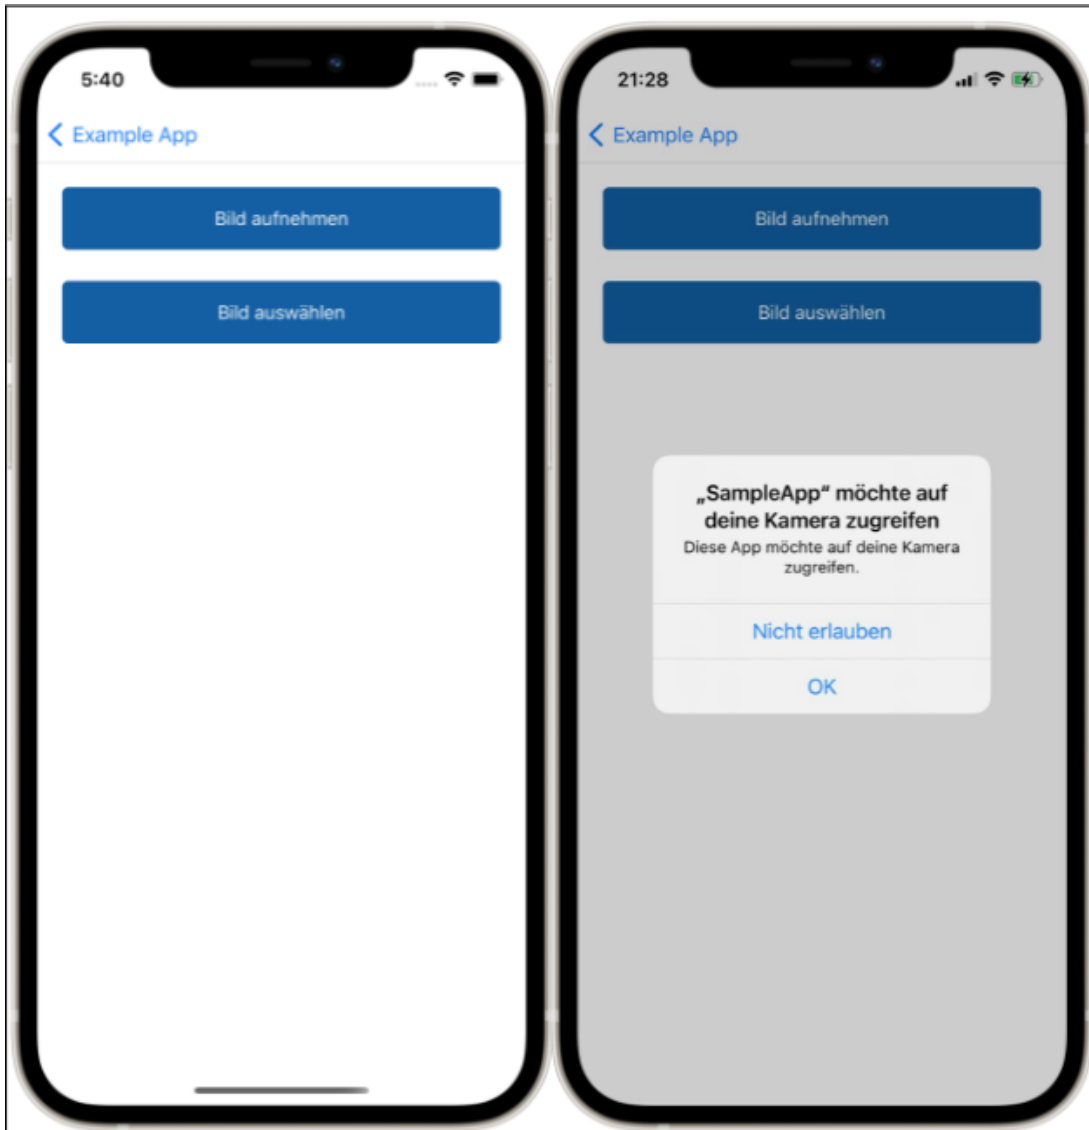 5:40
Example App
Bild aufnehmen
Bild auswählen
21:28
Example App
Bild aufnehmen
Bild auswählen
„SampleApp“ möchte auf
deine Kamera zugreifen
Diese App möchte auf deine Kamera
zugreifen.
Nicht erlauben
OK